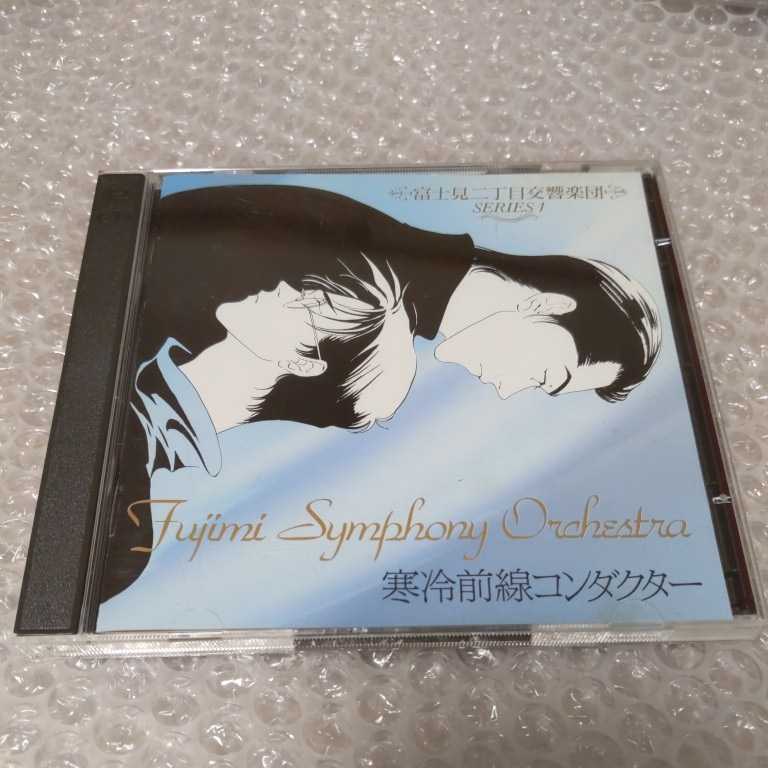 富士見二丁目交響楽団
SERIES 1
Fujimi Symphony Orchestra
寒冷前線コンダクター